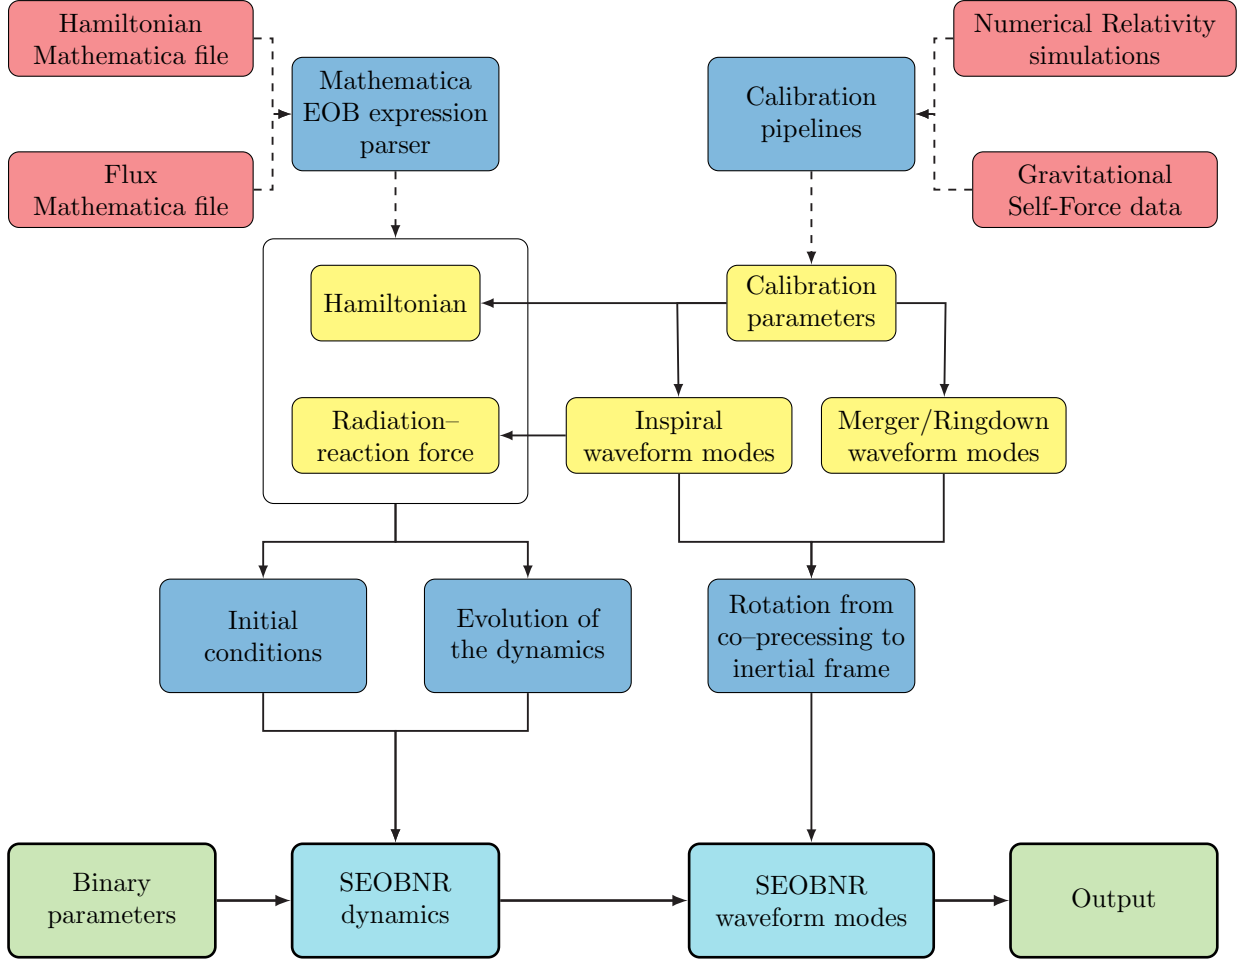 Hamiltonian
Mathematica file
Numerical Relativity
simulations
Mathematica
EOB expression
parser
Calibration
pipelines
Flux
Mathematica file
Gravitational
Self-Force data
Hamiltonian
Calibration
parameters
Radiation–
reaction force
Inspiral
waveform modes
Merger/Ringdown
waveform modes
Initial
conditions
Evolution of
the dynamics
Rotation from
co–precessing to
inertial frame
Binary
parameters
SEOBNR
dynamics
SEOBNR
waveform modes
Output